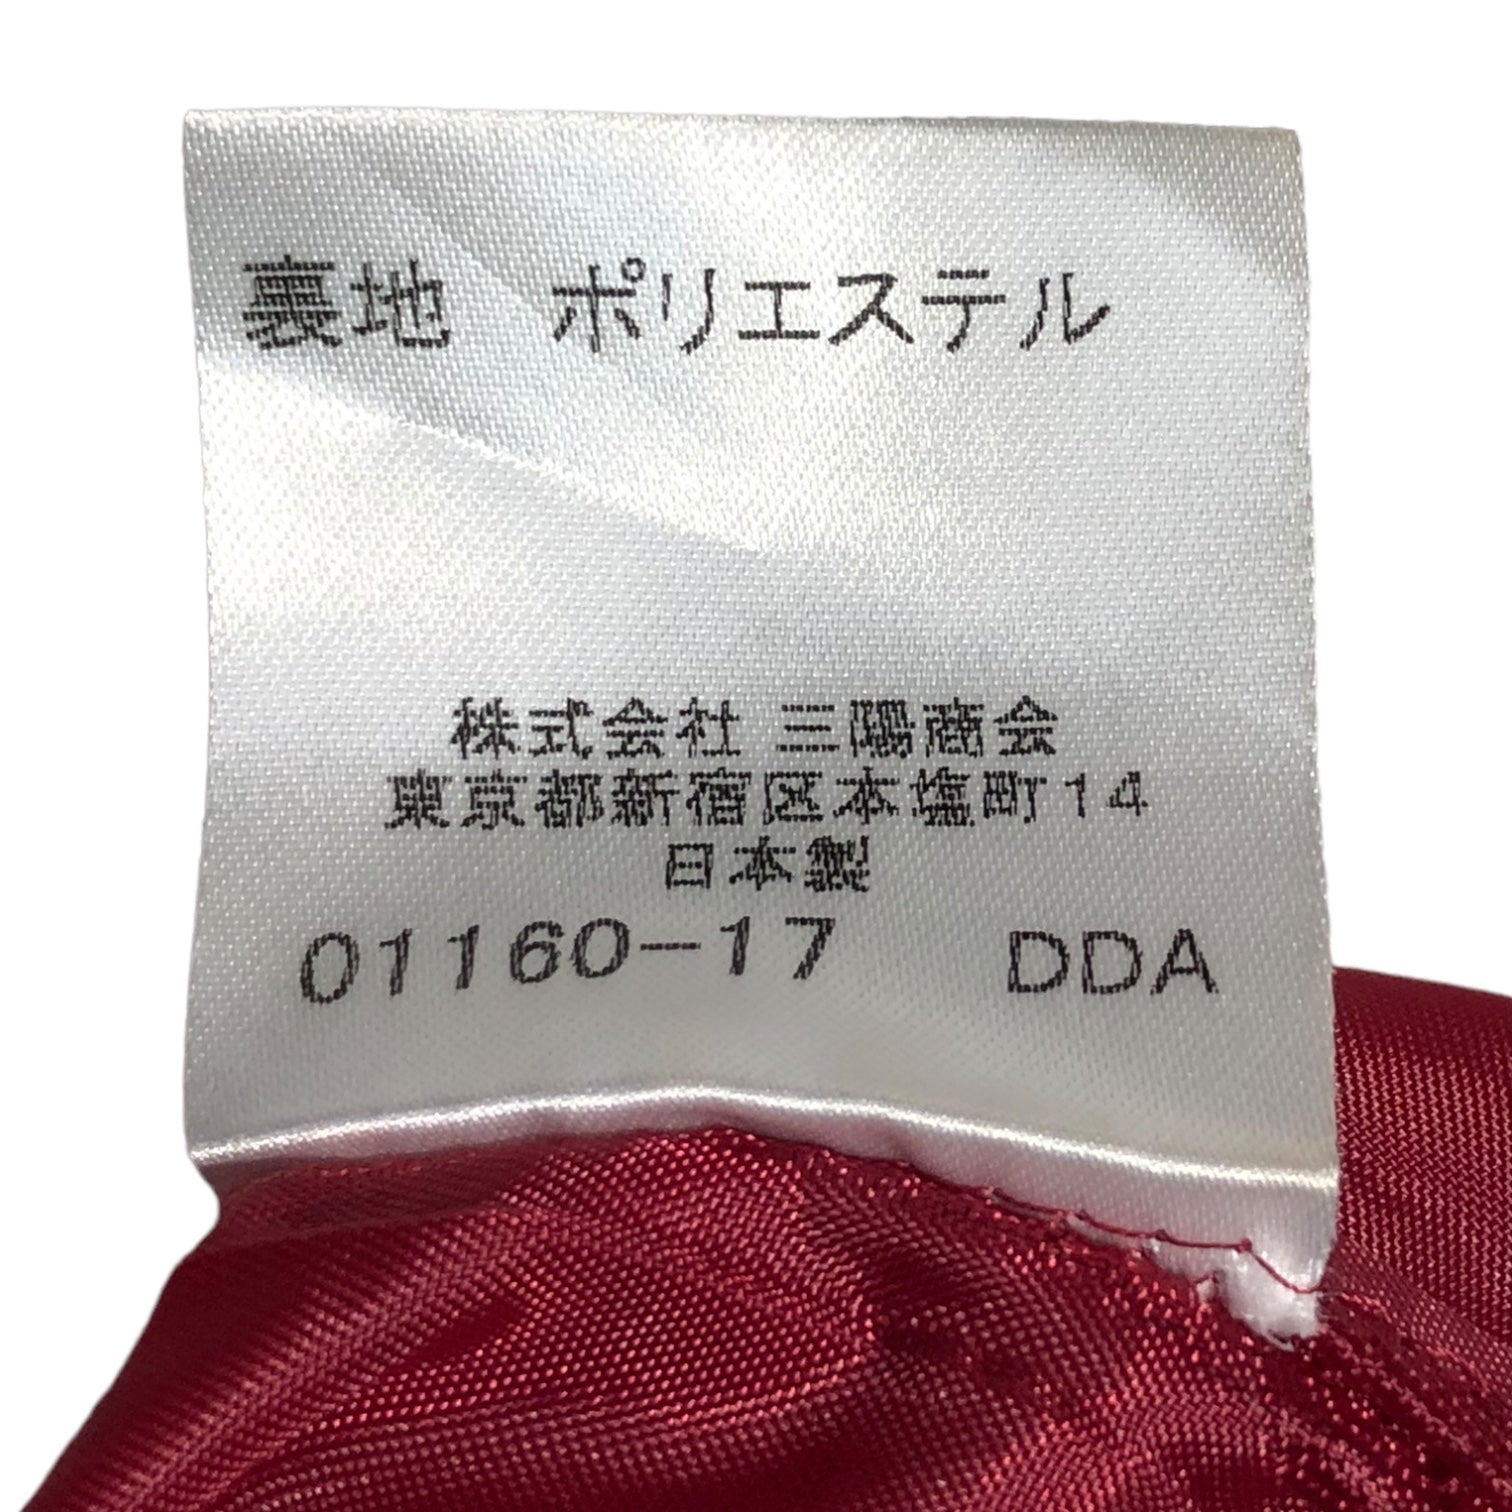 裏地　ポリエステル
株式会社 三陽商会
東京都新宿区本塩町14
日本製
01160-17　DDA